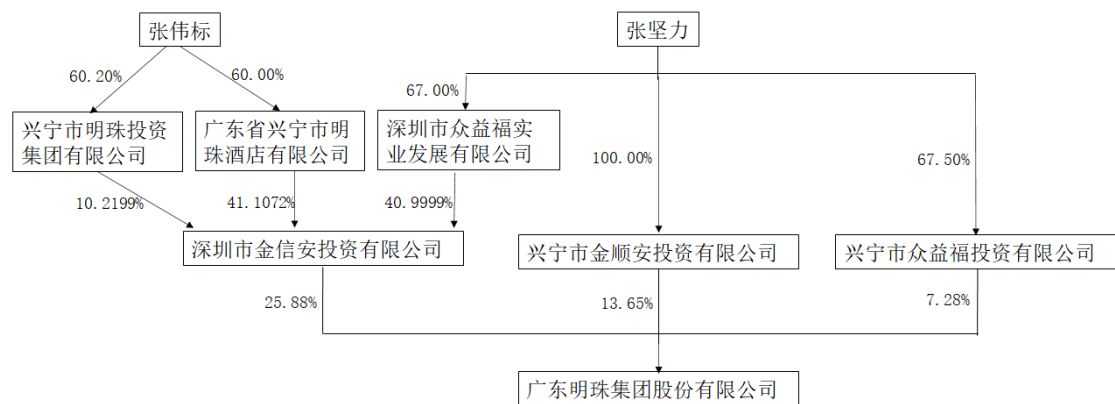 张伟标
张坚力
60.20%
60.00%
67.00%
兴宁市明珠投资
集团有限公司
广东省兴宁市明
珠酒店有限公司
深圳市众益福实
业发展有限公司
100.00%
67.50%
10.2199%
41.1072%
40.9999%
深圳市金信安投资有限公司
兴宁市金顺安投资有限公司
兴宁市众益福投资有限公司
25.88%
13.65%
7.28%
广东明珠集团股份有限公司